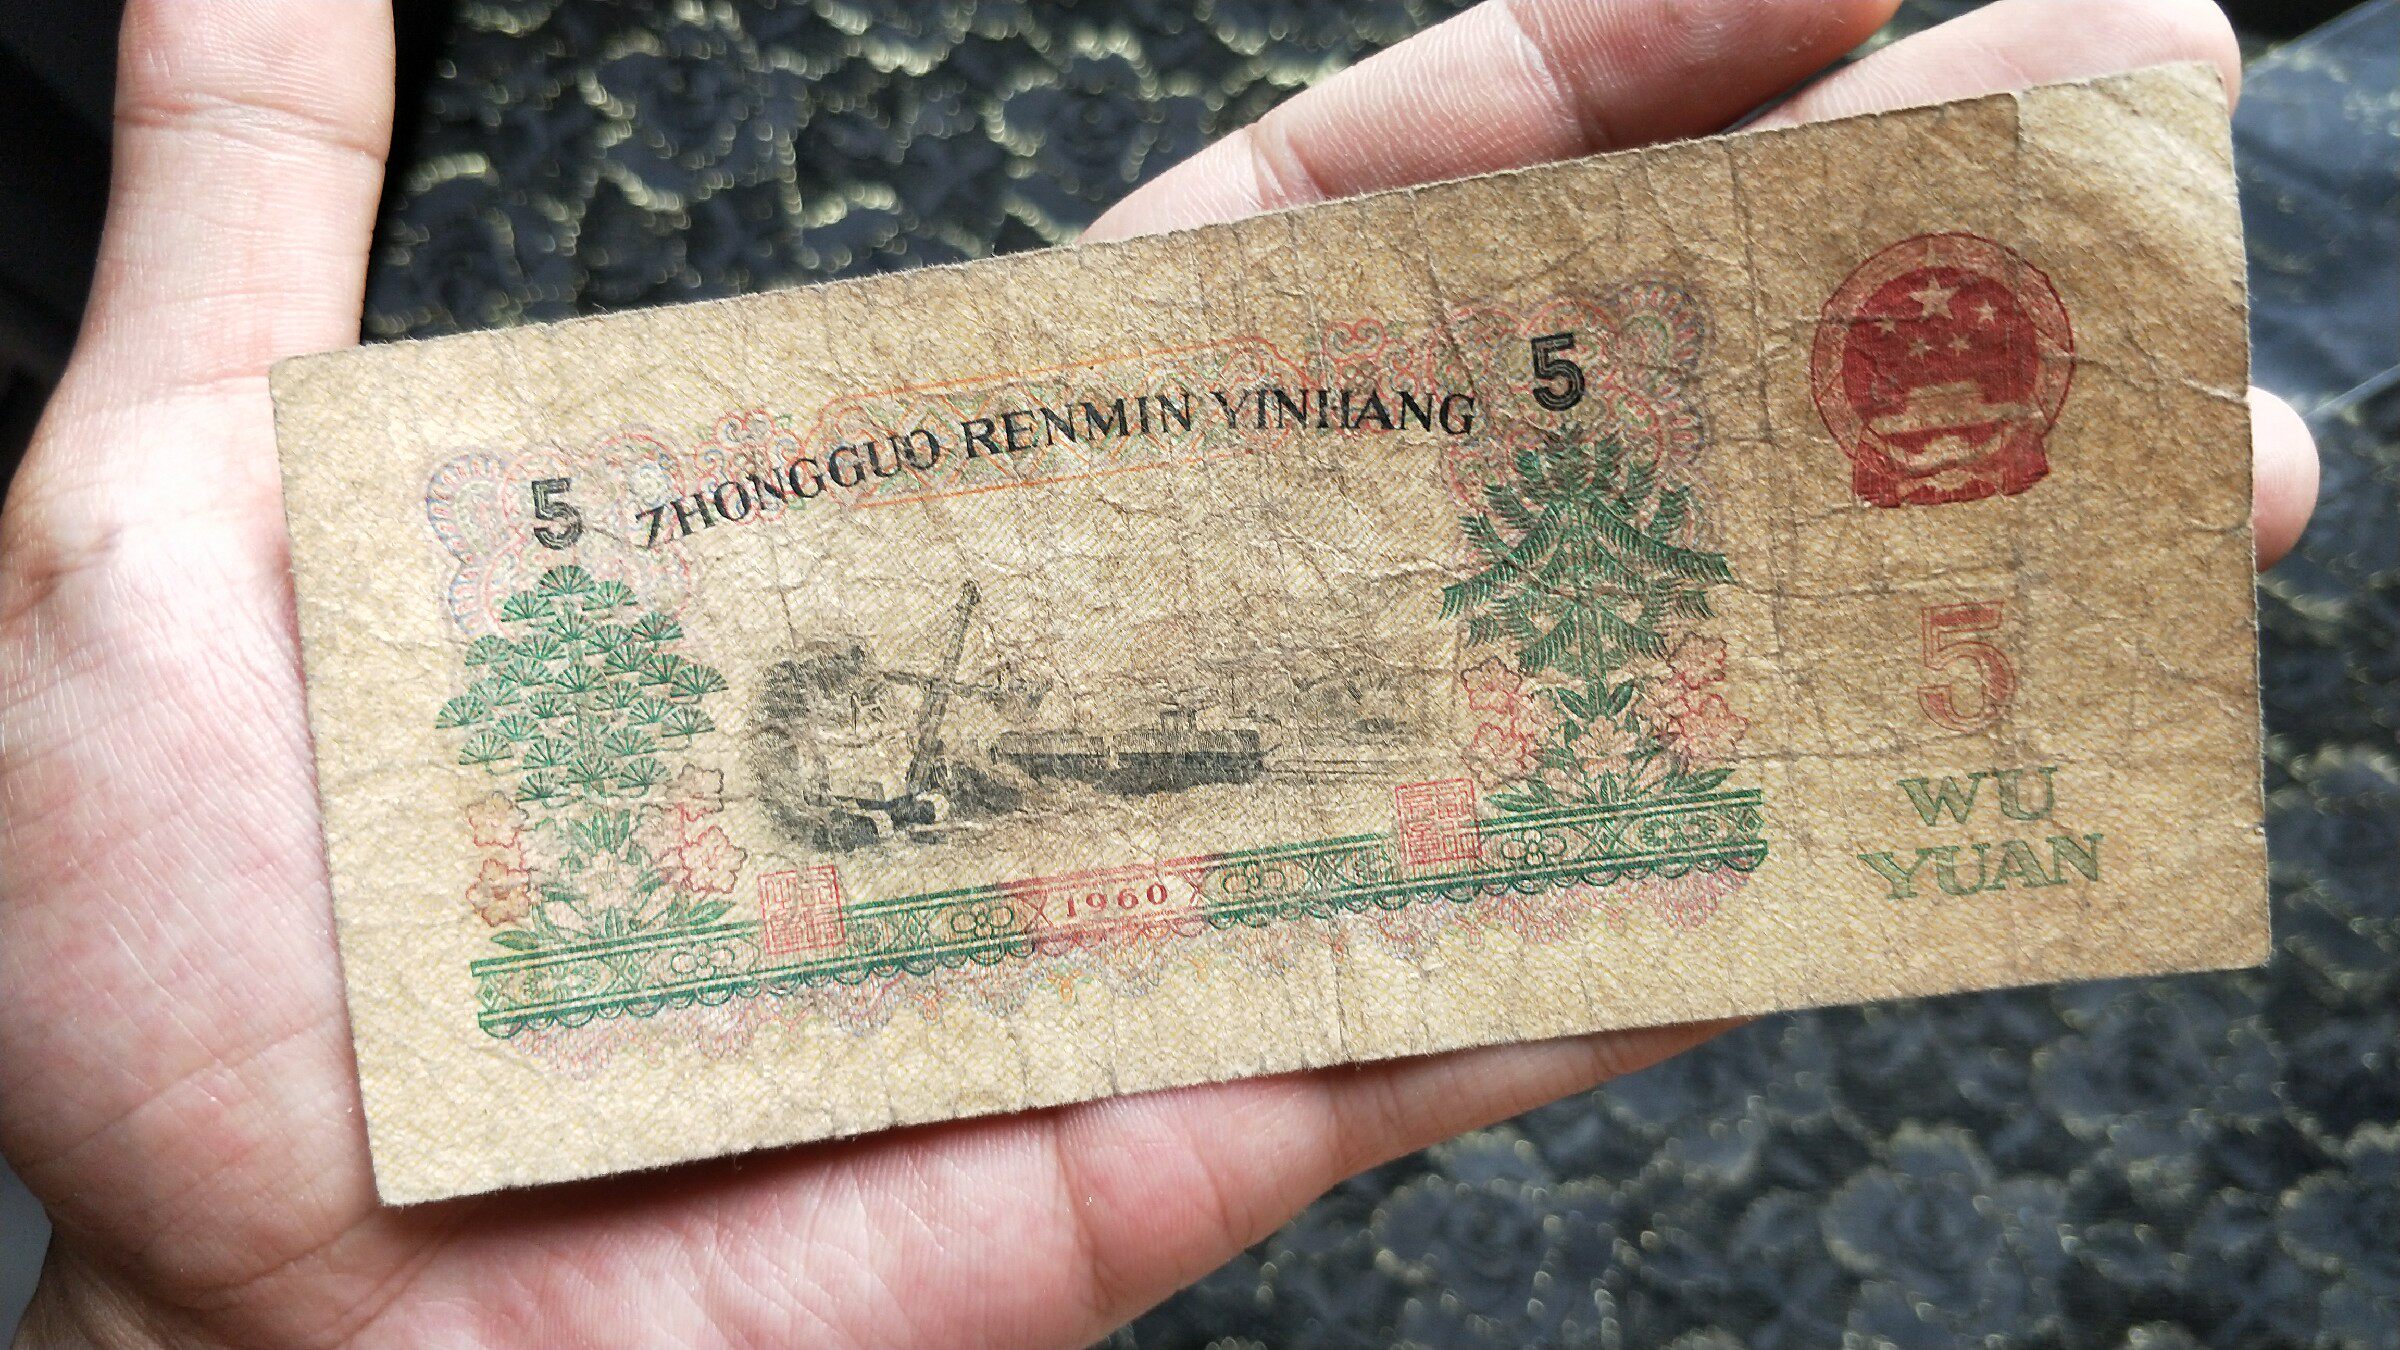 5 ZHONGGUO RENMIN YINHANG 5
5
WU
YUAN
1960